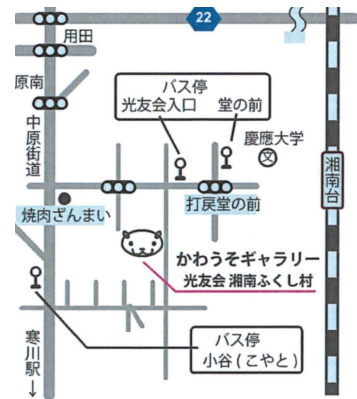 22
用田
原南
バス停
光友会入口 堂の前
慶應大学
文
中原街道
湘南台
焼肉ざんまい
打戻堂の前
かわうそギャラリー
光友会 湘南ふくし村
バス停
小谷(こやと)
寒川駅
↓